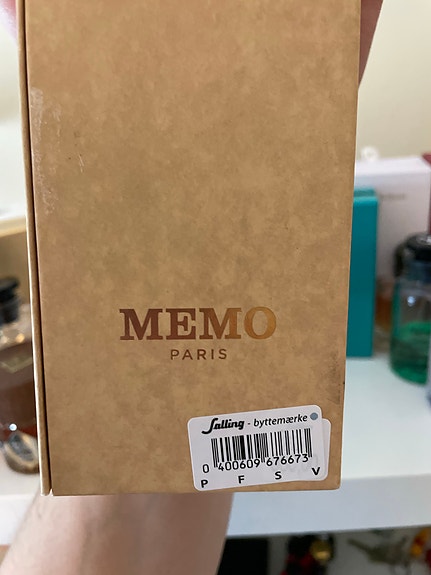 MEMO
PARIS
Salling - byttemærke
0 400609 676673
P F S V